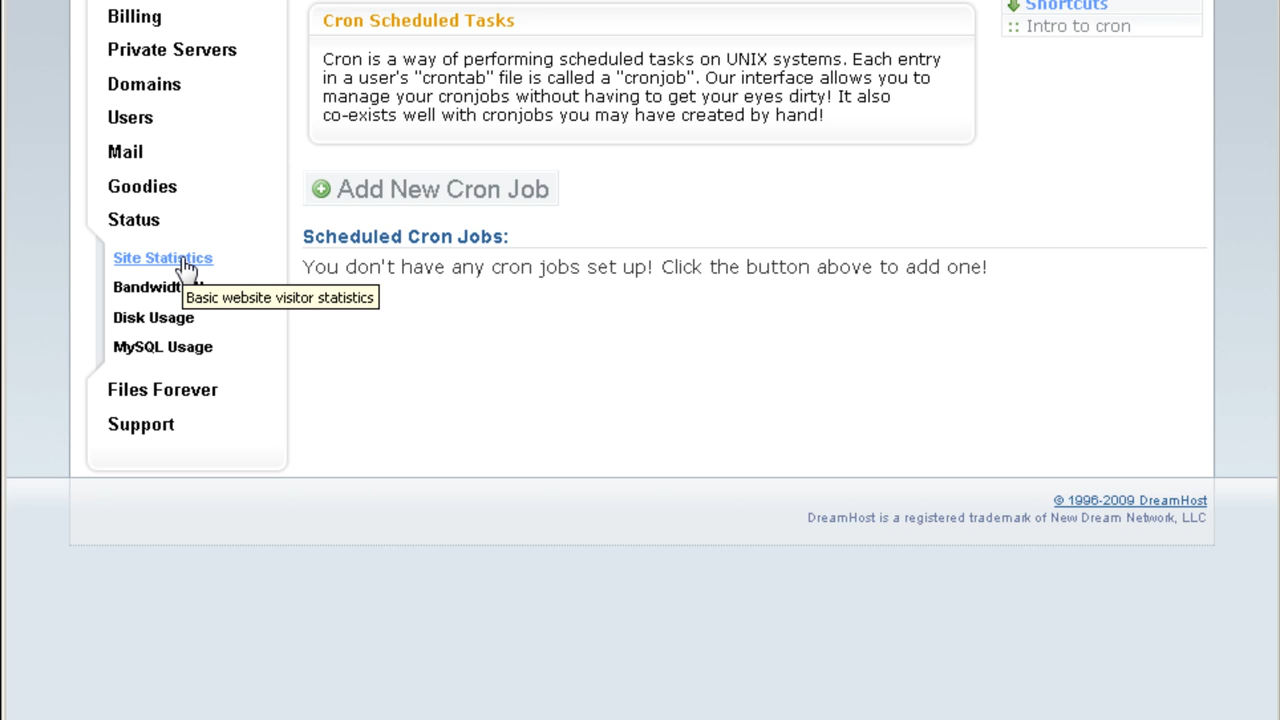 Billing
Private Servers
Domains
Users
Mail
Goodies
Status
Site Statistics
Basic website visitor statistics
Disk Usage
MySQL Usage
Files Forever
Support
Cron Scheduled Tasks
Cron is a way of performing scheduled tasks on UNIX systems. Each entry
in a user's "crontab" file is called a "cronjob". Our interface allows you to
manage your cronjobs without having to get your eyes dirty! It also
co-exists well with cronjobs you may have created by hand!
Add New Cron Job
Scheduled Cron Jobs:
You don't have any cron jobs set up! Click the button above to add one!
Shortcuts
:: Intro to cron
© 1996-2009 DreamHost
DreamHost is a registered trademark of New Dream Network, LLC